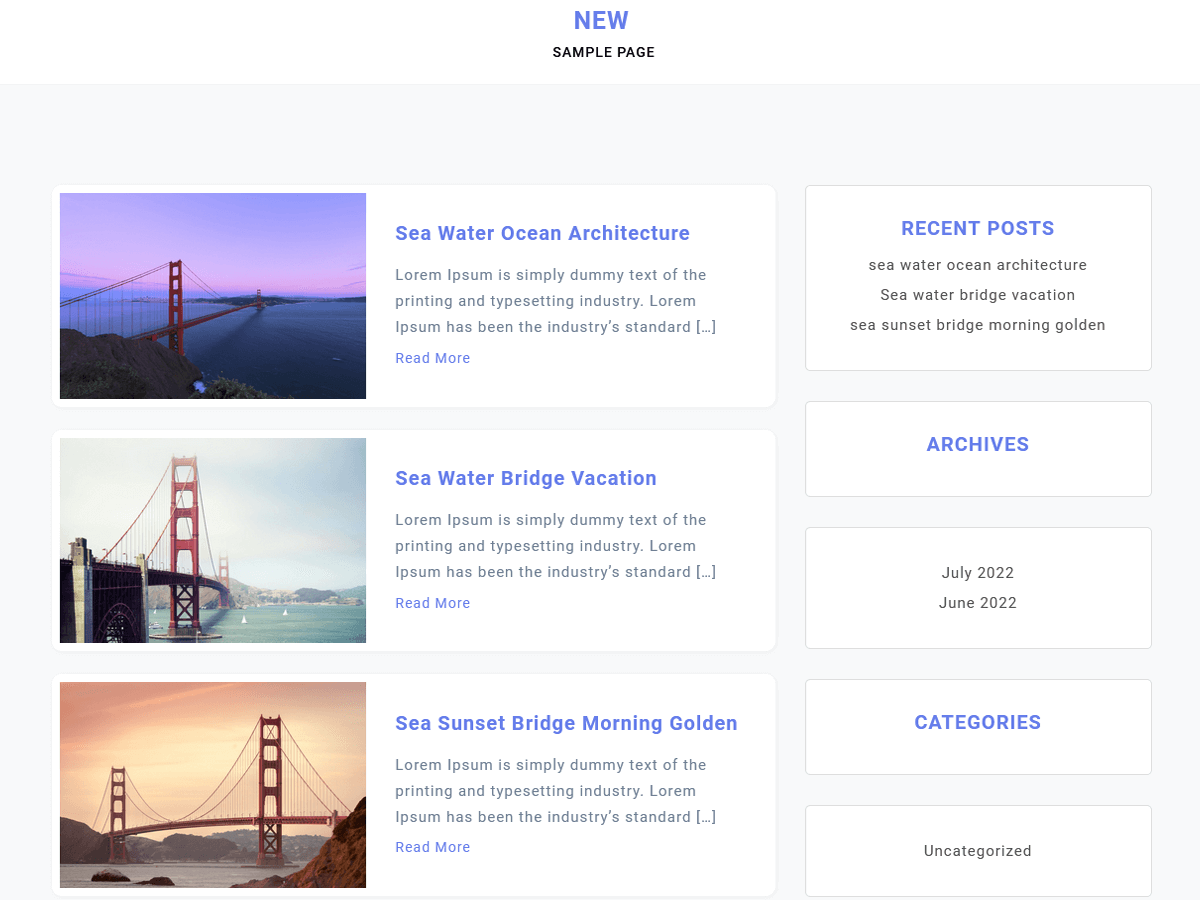 NEW
SAMPLE PAGE
Sea Water Ocean Architecture
Lorem Ipsum is simply dummy text of the
printing and typesetting industry. Lorem
Ipsum has been the industry’s standard […]
Read More
Sea Water Bridge Vacation
Lorem Ipsum is simply dummy text of the
printing and typesetting industry. Lorem
Ipsum has been the industry’s standard […]
Read More
Sea Sunset Bridge Morning Golden
Lorem Ipsum is simply dummy text of the
printing and typesetting industry. Lorem
Ipsum has been the industry’s standard […]
Read More
RECENT POSTS
sea water ocean architecture
Sea water bridge vacation
sea sunset bridge morning golden
ARCHIVES
July 2022
June 2022
CATEGORIES
Uncategorized